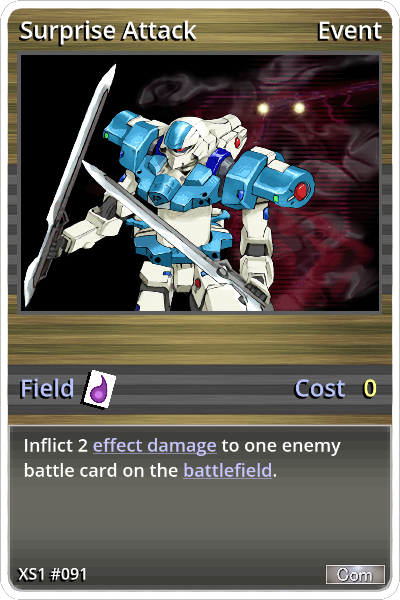 Surprise Attack Event
Field Cost 0
Inflict 2 effect damage to one enemy
battle card on the battlefield.
XS1 #091 Com